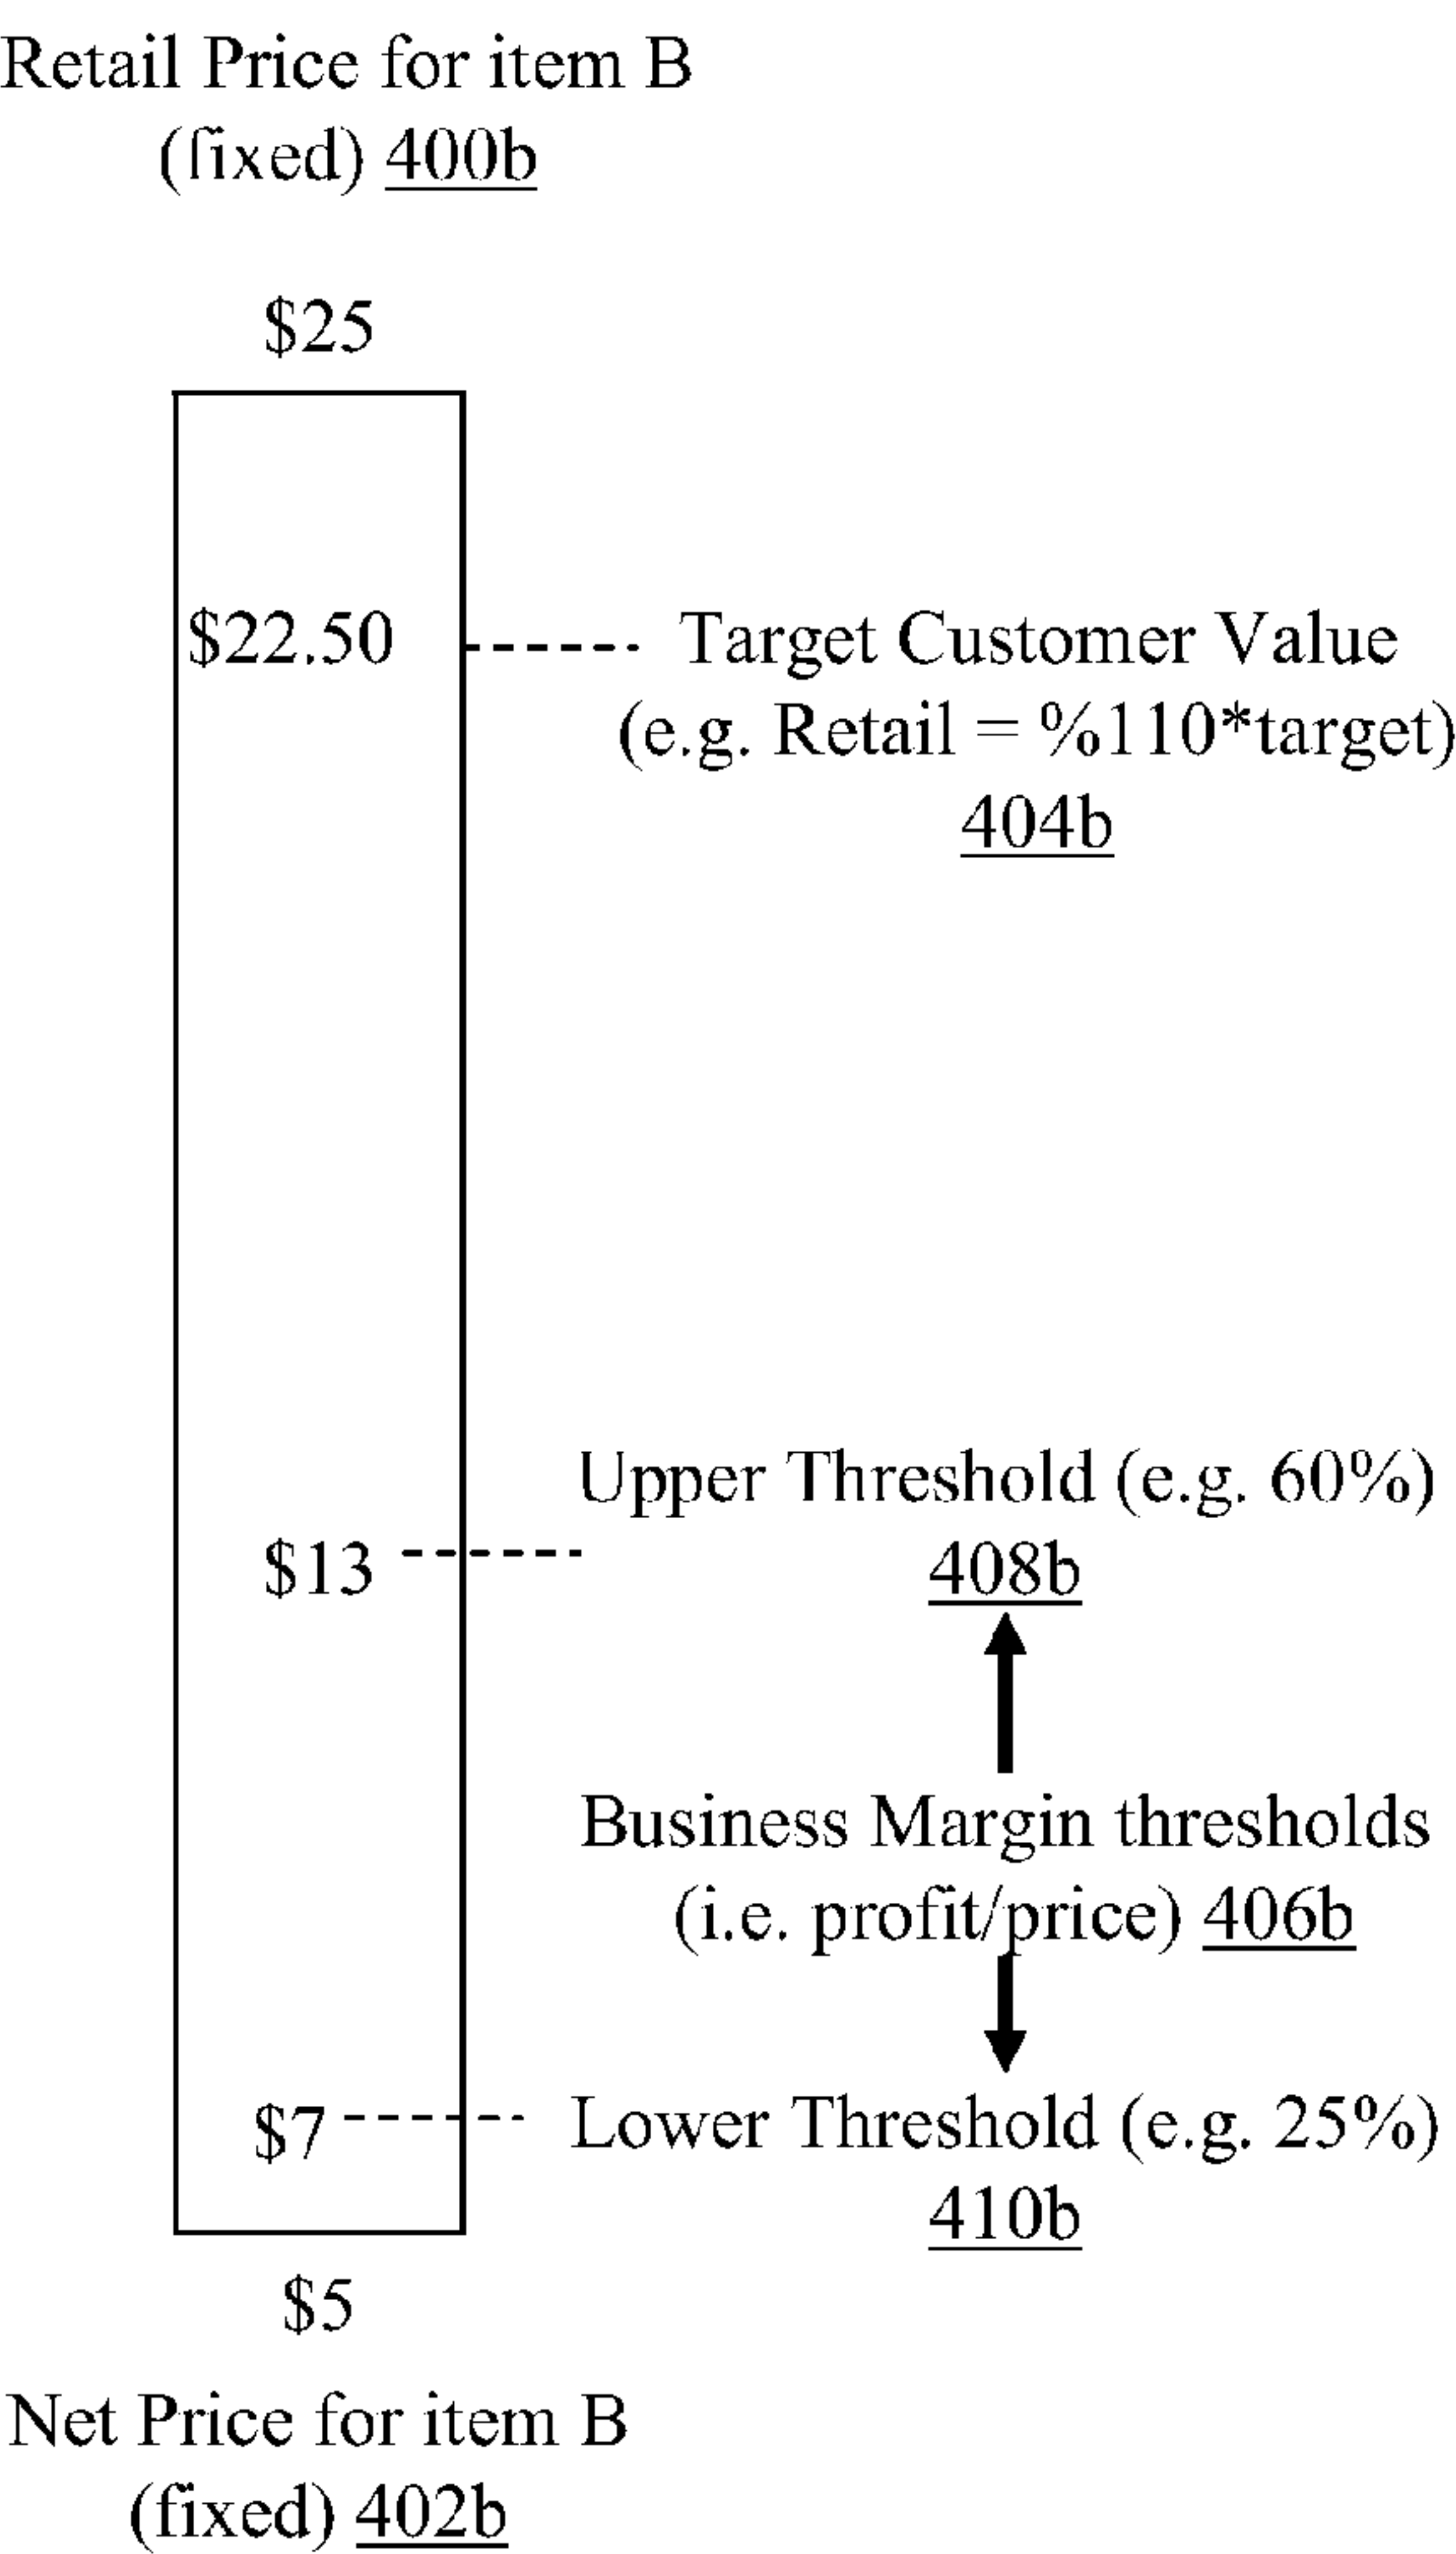 Retail Price for item B
(fixed) 400b
$25
$22.50
Target Customer Value
(e.g. Retail = %110*target)
404b
Upper Threshold (e.g. 60%)
$13
408b
Business Margin thresholds
(i.e. profit/price) 406b
$7
Lower Threshold (e.g. 25%)
410b
$5
Net Price for item B
(fixed) 402b